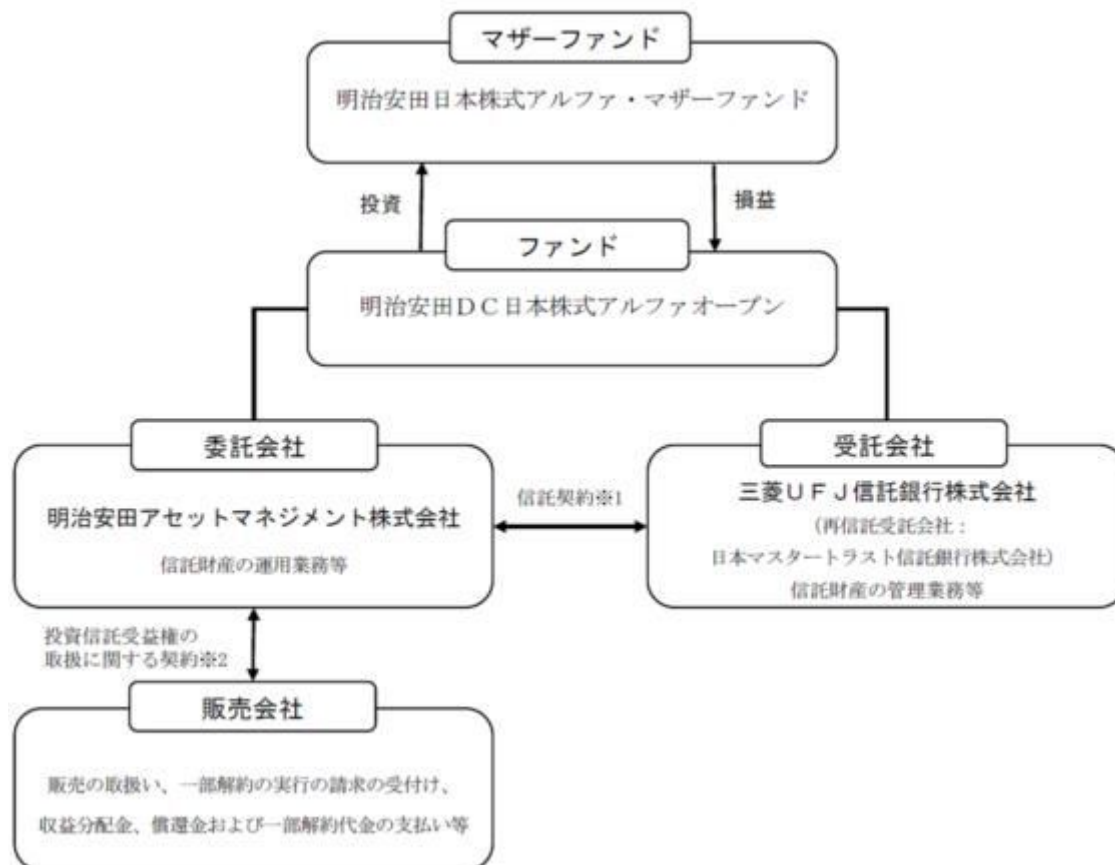 マザーファンド
明治安田日本株式アルファ・マザーファンド
投資
損益
ファンド
明治安田DC日本株式アルファオープン
委託会社
明治安田アセットマネジメント株式会社
信託財産の運用業務等
信託契約※1
受託会社
三菱UFJ信託銀行株式会社
(再信託受託会社:
日本マスタートラスト信託銀行株式会社)
信託財産の管理業務等
投資信託受益権の
取扱に関する契約※2
販売会社
販売の取扱い、一部解約の実行の請求の受付け、
収益分配金、償還金および一部解約代金の支払い等